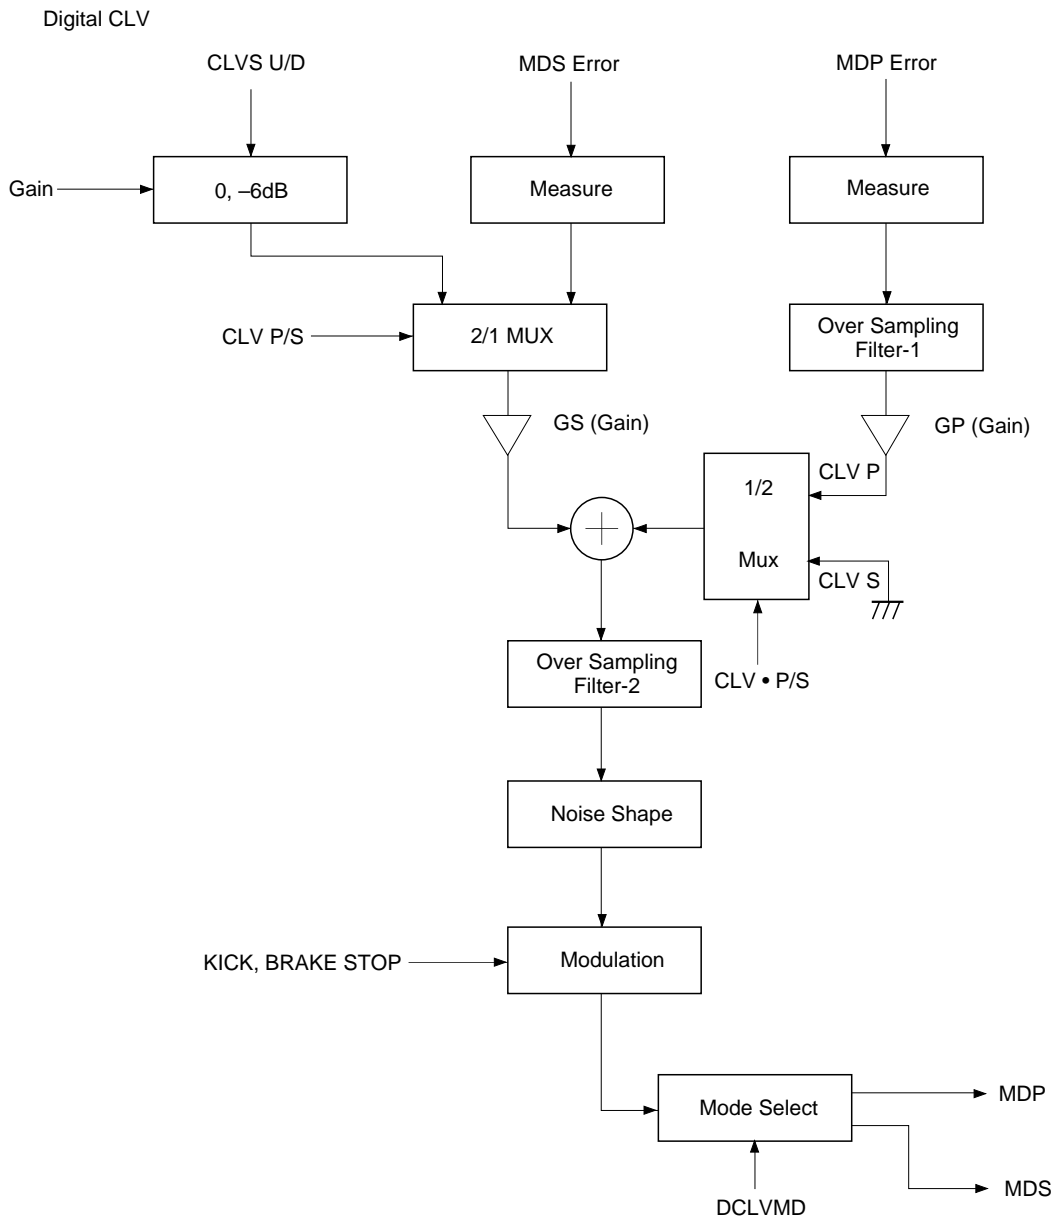 Digital CLV
CLVS U/D
MDS Error
MDP Error
Gain
0, –6dB
Measure
Measure
CLV P/S
2/1 MUX
Over Sampling
Filter-1
GS (Gain)
GP (Gain)
CLV P
1/2
Mux
CLV S
Over Sampling
Filter-2
CLV • P/S
Noise Shape
KICK, BRAKE STOP
Modulation
Mode Select
MDP
MDS
DCLVMD